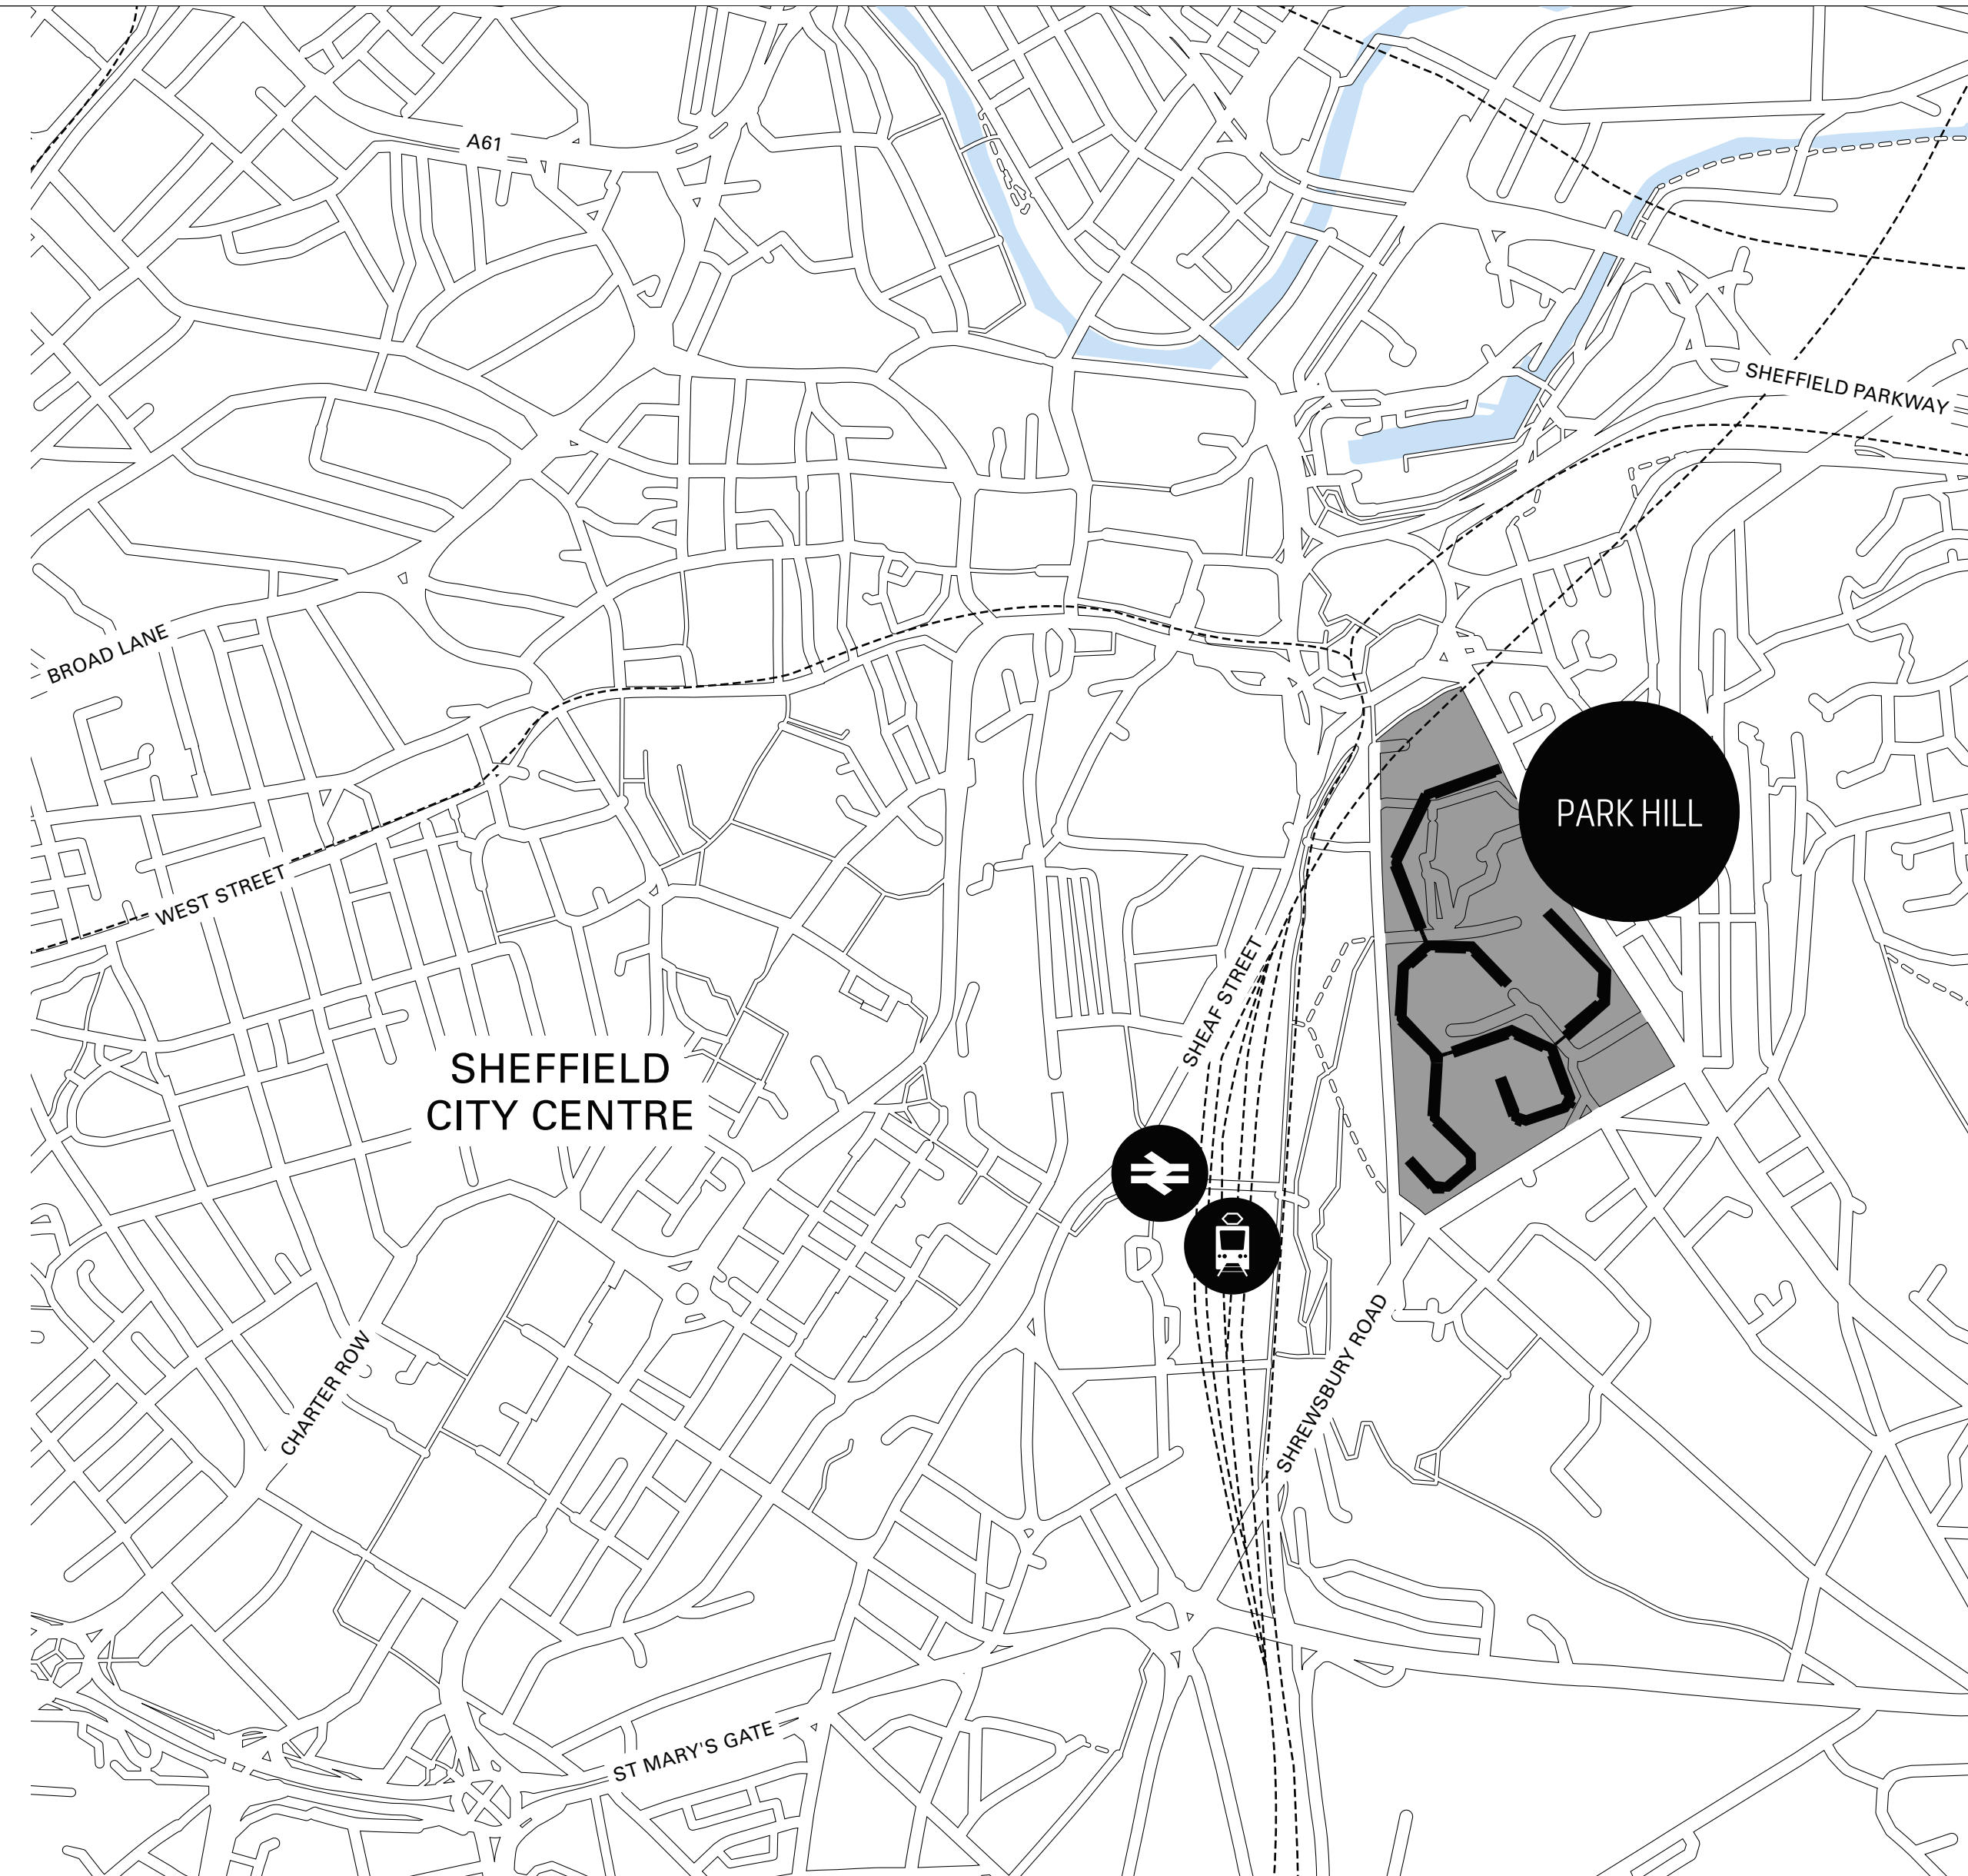 A61
SHEFFIELD PARKWAY
BROAD LANE
PARK HILL
WEST STREET
SHEAF STREET
SHEFFIELD
CITY CENTRE
SHREWSBURY ROAD
CHARTER ROW
ST MARY'S GATE